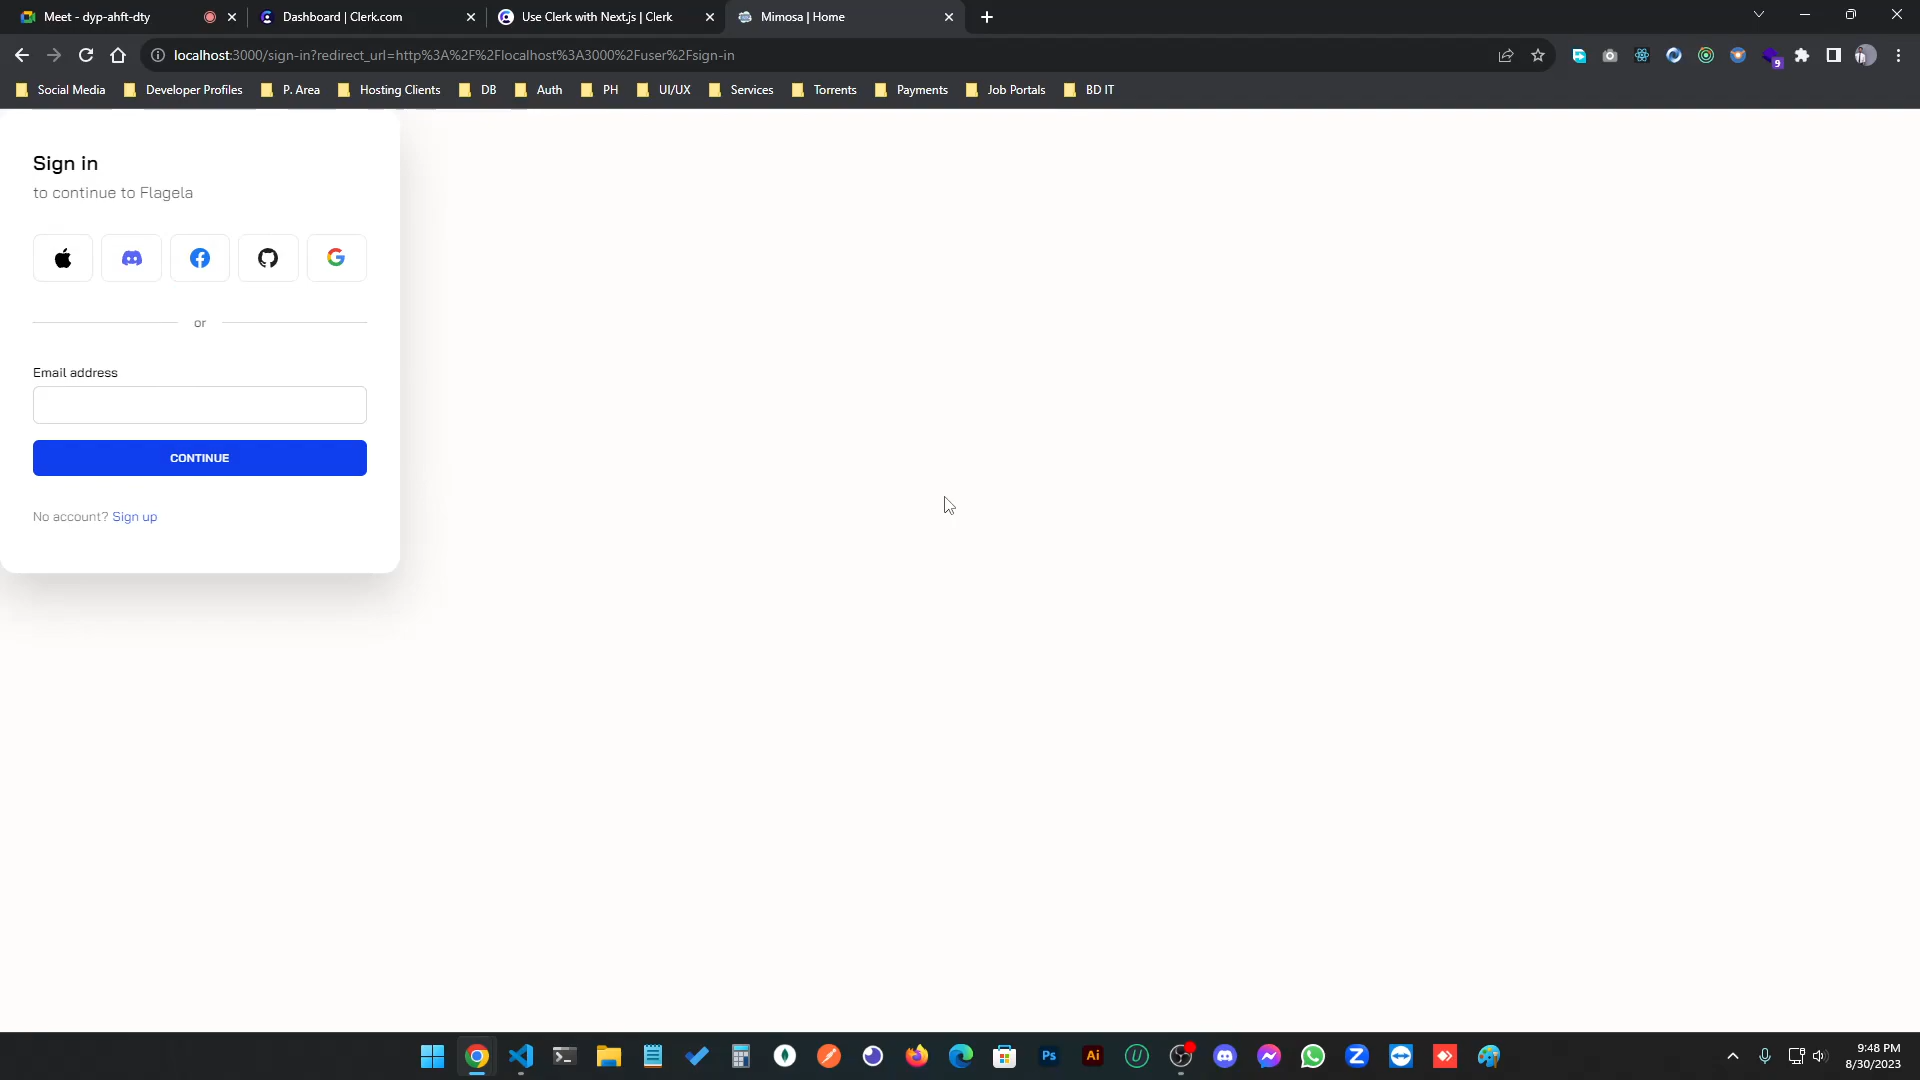 Meet - dyp-ahft-dty
Dashboard | Clerk.com
Use Clerk with Next.js | Clerk
Mimosa | Home
localhost:3000/sign-in?redirect_url=http%3A%2F%2Flocalhost%3A3000%2Fuser%2Fsign-in
9
Social Media
Developer Profiles
P. Area
Hosting Clients
DB
Auth
PH
UI/UX
Services
Torrents
Payments
Job Portals
BD IT
Sign in
to continue to Flagela
or
Email address
CONTINUE
No account? Sign up
Ps
Ai
U
Z
9:48 PM
8/30/2023